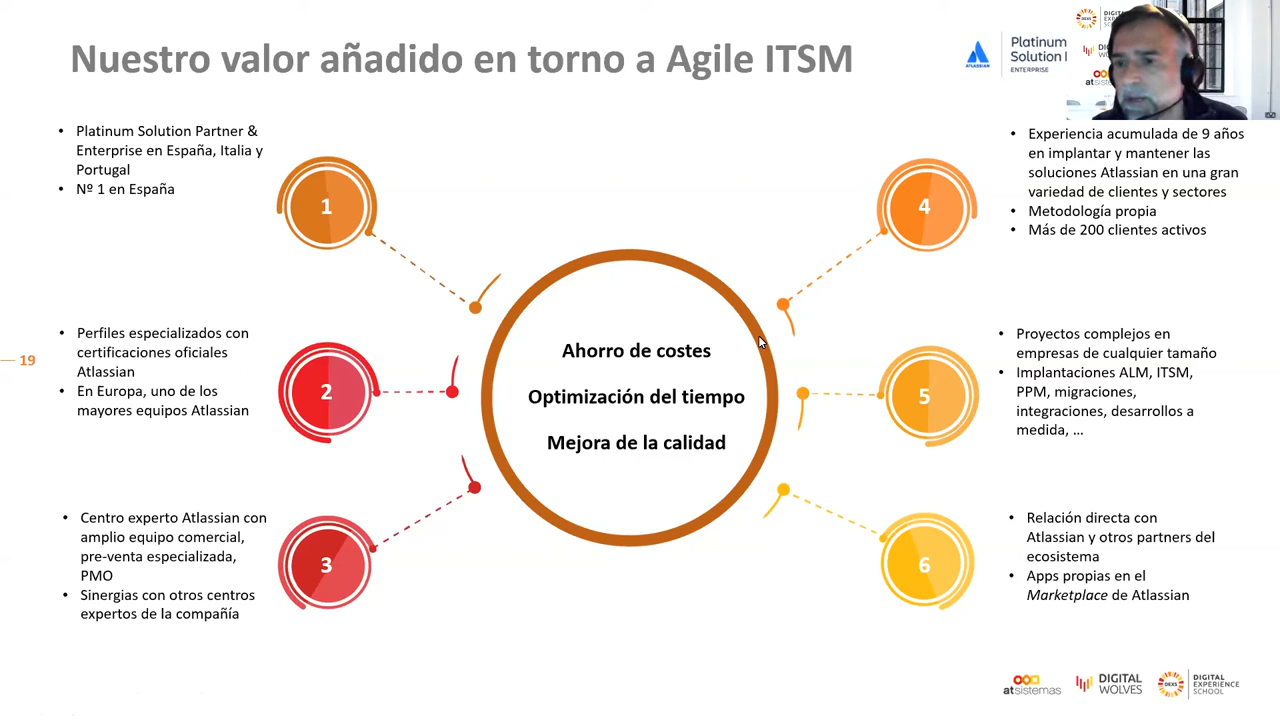 Nuestro valor añadido en torno a Agile ITSM
ATLASSIAN
Platinum
Solution
ENTERPRISE
DIGITAL
• Platinum Solution Partner &
Enterprise en España, Italia y
Portugal
• Nº 1 en España
1
• Perfiles especializados con
certificaciones oficiales
Atlassian
• En Europa, uno de los
mayores equipos Atlassian
2
• Centro experto Atlassian con
amplio equipo comercial,
pre-venta especializada,
PMO
• Sinergias con otros centros
expertos de la compañía
3
Ahorro de costes
Optimización del tiempo
Mejora de la calidad
4
• Experiencia acumulada de 9 años
en implantar y mantener las
soluciones Atlassian en una gran
variedad de clientes y sectores
• Metodología propia
• Más de 200 clientes activos
5
• Proyectos complejos en
empresas de cualquier tamaño
• Implantaciones ALM, ITSM,
PPM, migraciones,
integraciones, desarrollos a
medida, …
6
• Relación directa con
Atlassian y otros partners del
ecosistema
• Apps propias en el
Marketplace de Atlassian
19
atsistemas
DIGITAL
WOLVES
DEXS
DIGITAL
EXPERIENCE
SCHOOL